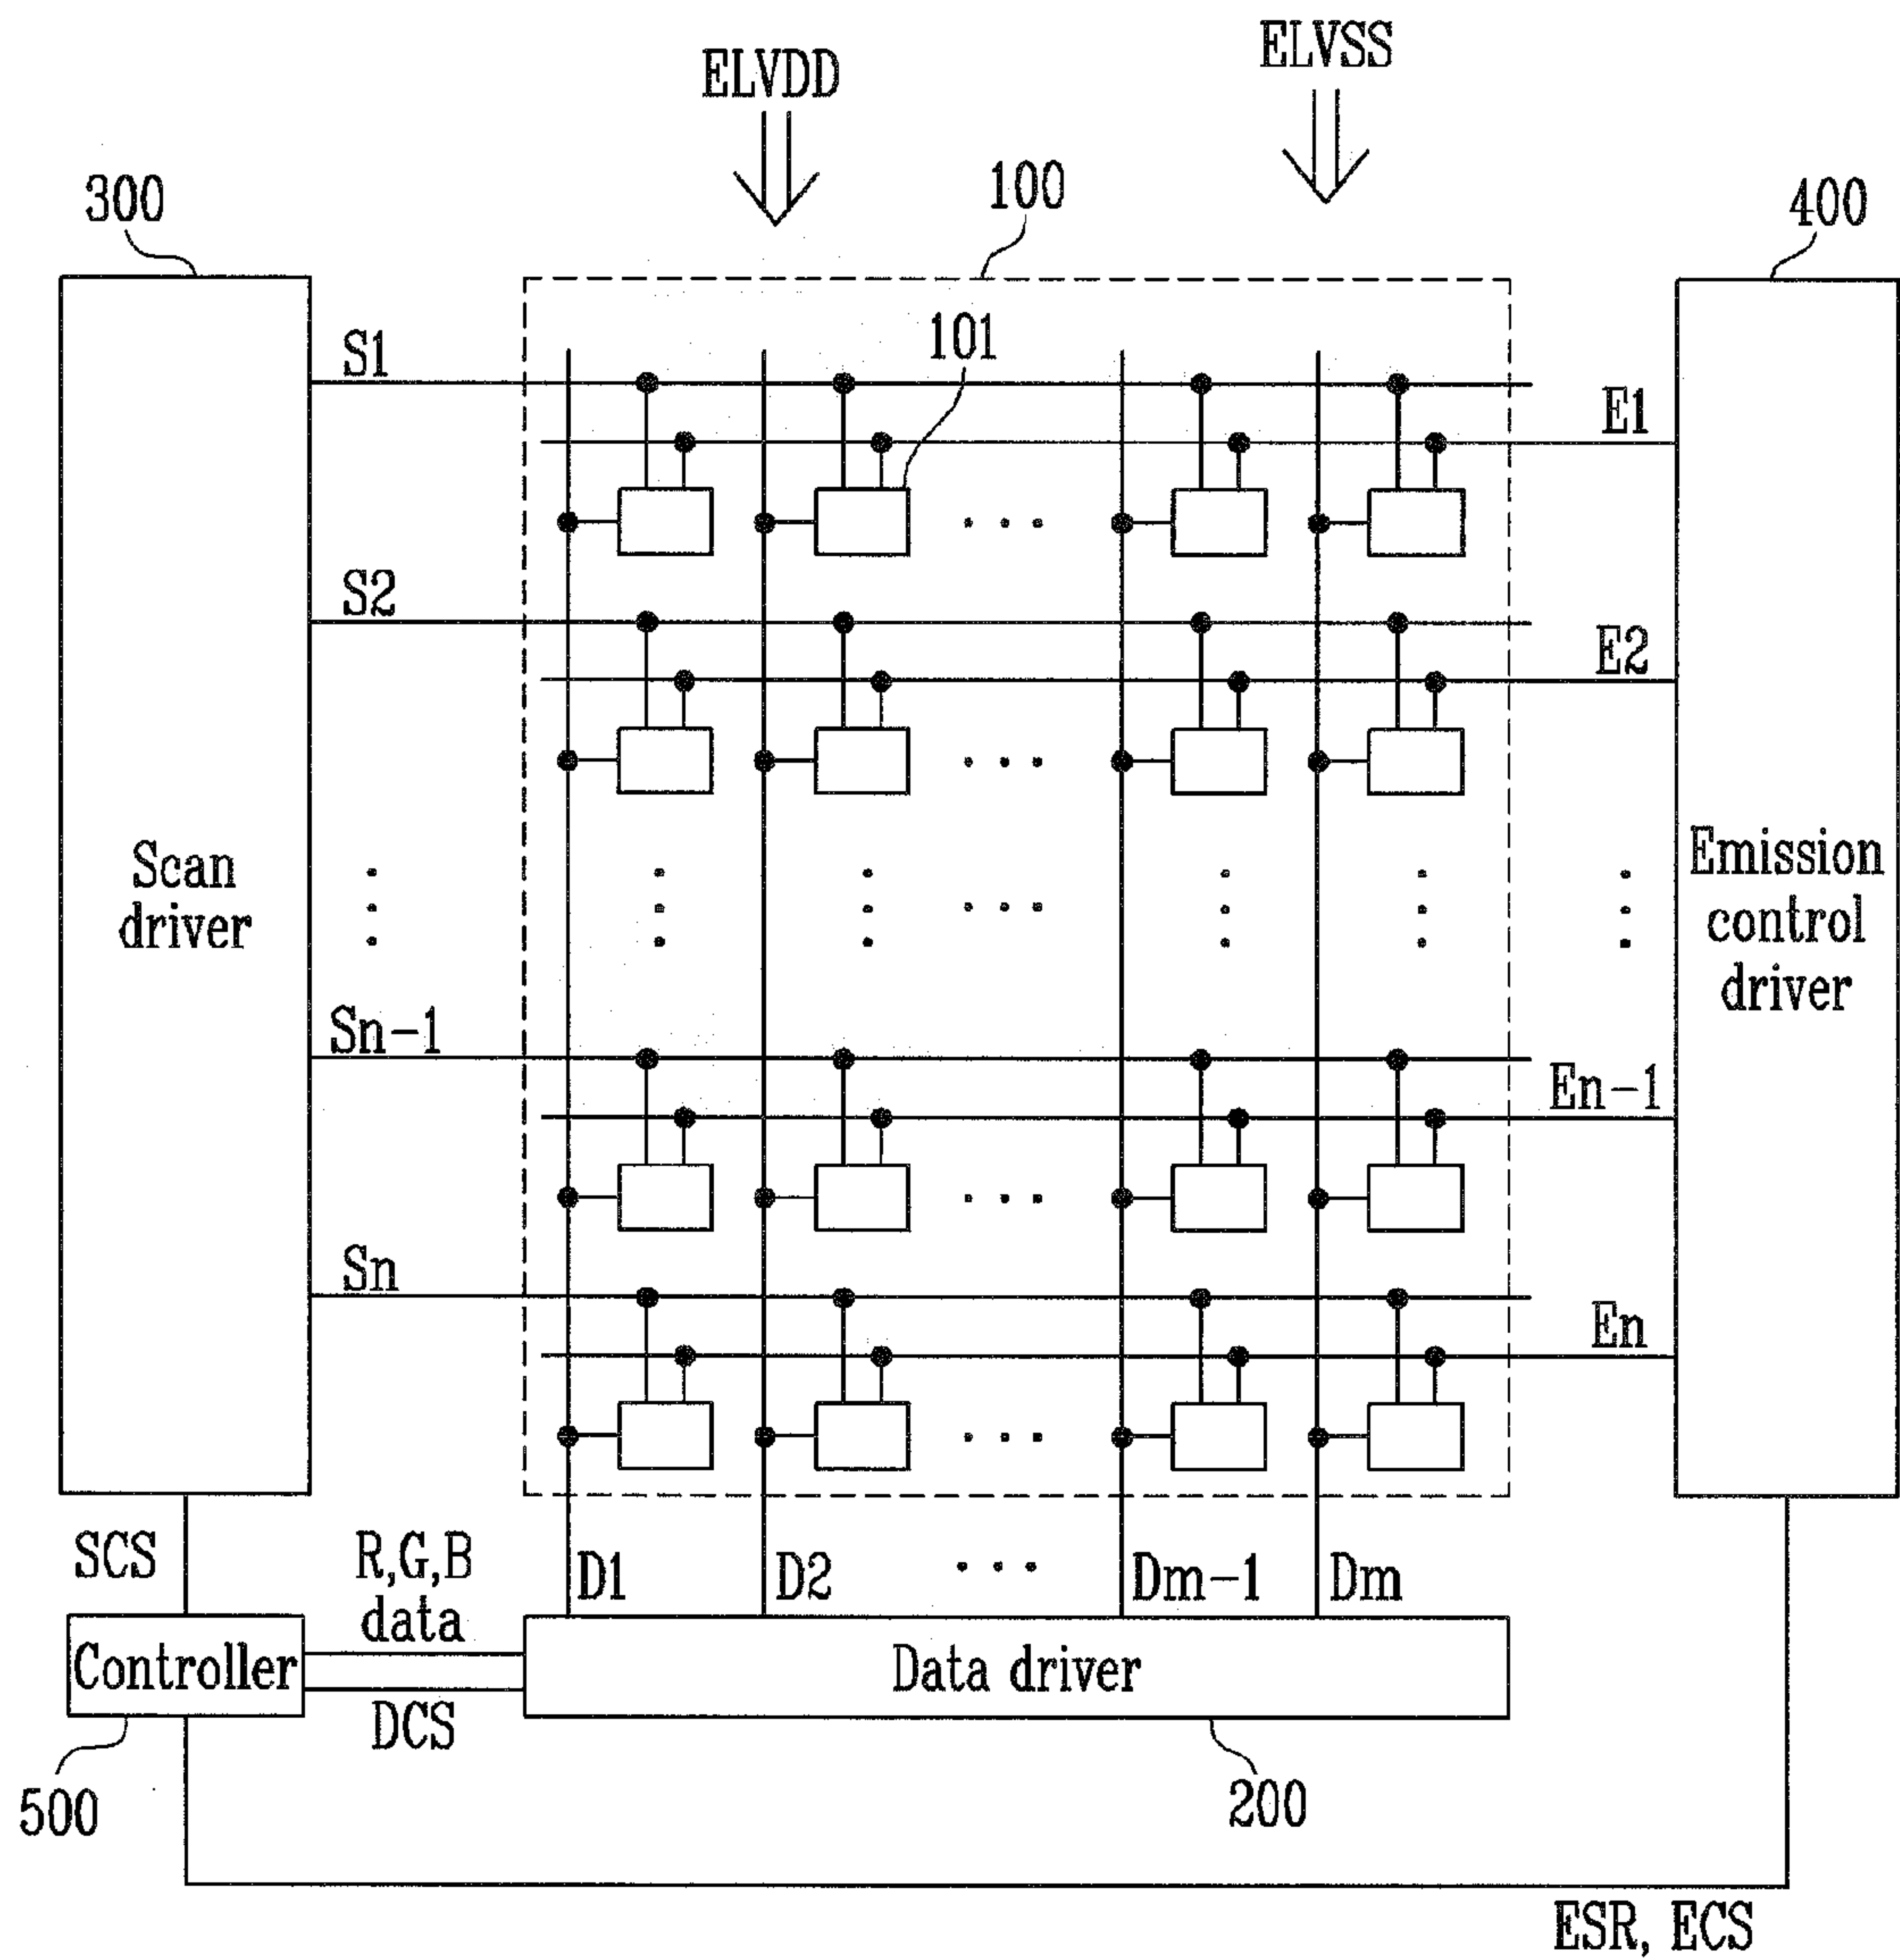 ELVDD
ELVSS
300
100
400
S1
101
E1
S2
E2
Scan
driver
Emission
control
driver
Sn-1
En-1
Sn
En
SCS
R,G,B
data
D1
D2
Dm-1
Dm
Controller
Data driver
DCS
500
200
ESR, ECS